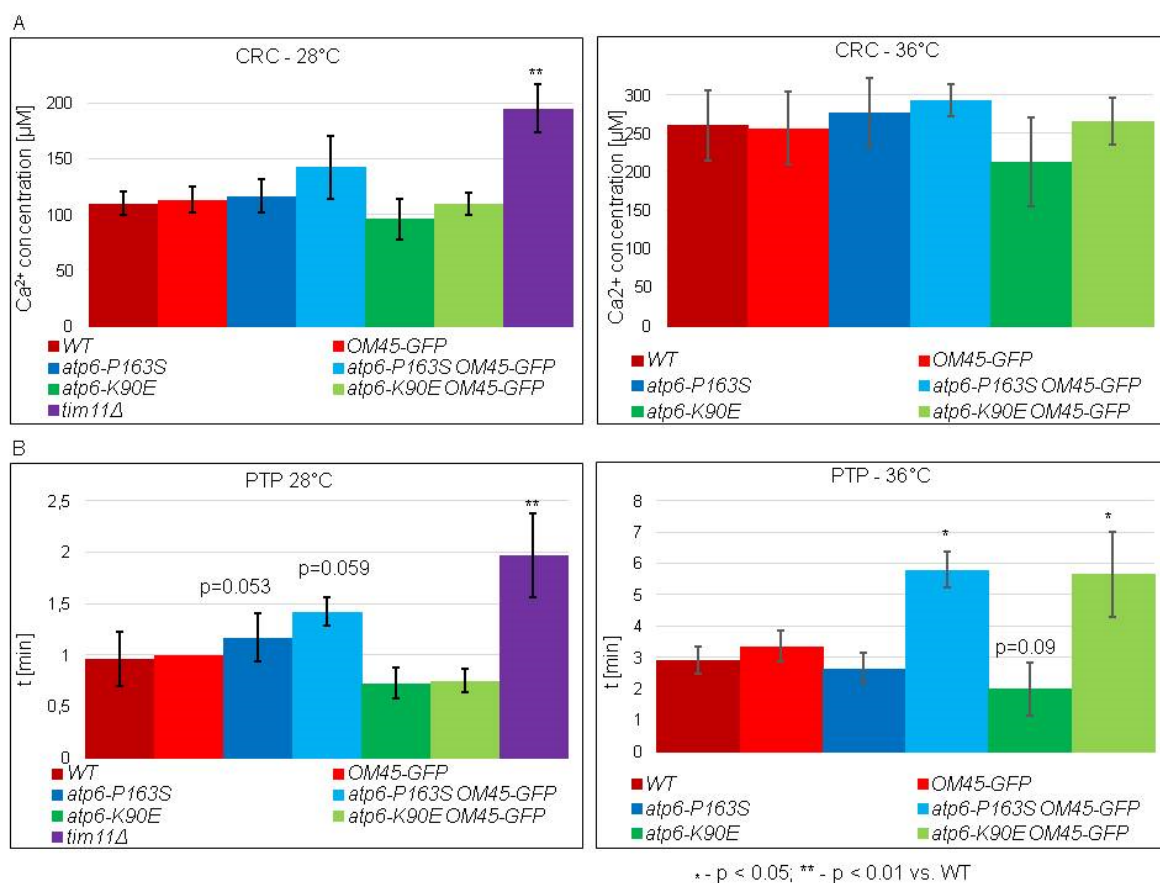 A
CRC - 28°C
CRC - 36°C
**
Ca²⁺ concentration [µM]
200
150
100
50
0
Ca2+ concentration [µM]
300
250
200
150
100
50
0
WT OM45-GFP
atp6-P163S atp6-P163S OM45-GFP
atp6-K90E atp6-K90E OM45-GFP
tim11Δ
WT OM45-GFP
atp6-P163S atp6-P163S OM45-GFP
atp6-K90E atp6-K90E OM45-GFP
B
PTP 28°C
t [min]
2,5
2
1,5
1
0,5
0
p=0.053
p=0.059
**
WT OM45-GFP
atp6-P163S atp6-P163S OM45-GFP
atp6-K90E atp6-K90E OM45-GFP
tim11Δ
PTP - 36°C
t [min]
8
7
6
5
4
3
2
1
0
*
p=0.09
*
WT OM45-GFP
atp6-P163S atp6-P163S OM45-GFP
atp6-K90E atp6-K90E OM45-GFP
* - p < 0.05; ** - p < 0.01 vs. WT